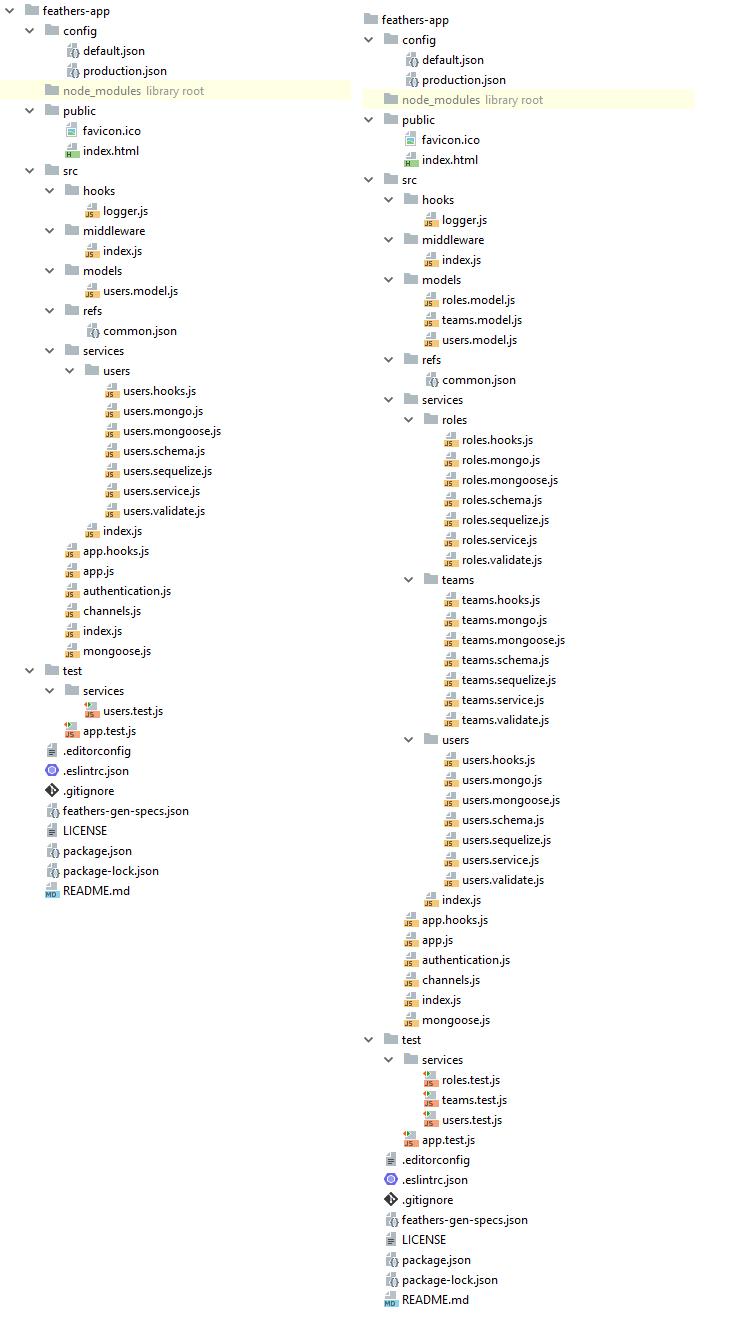 feathers-app
config
default.json
production.json
node_modules library root
public
favicon.ico
index.html
src
hooks
logger.js
middleware
index.js
models
users.model.js
refs
common.json
services
users
users.hooks.js
users.mongo.js
users.mongoose.js
users.schema.js
users.sequelize.js
users.service.js
users.validate.js
index.js
app.hooks.js
app.js
authentication.js
channels.js
index.js
mongoose.js
test
services
users.test.js
app.test.js
.editorconfig
.eslintrc.json
.gitignore
feathers-gen-specs.json
LICENSE
package.json
package-lock.json
README.md
feathers-app
config
default.json
production.json
node_modules library root
public
favicon.ico
index.html
src
hooks
logger.js
middleware
index.js
models
roles.model.js
teams.model.js
users.model.js
refs
common.json
services
roles
roles.hooks.js
roles.mongo.js
roles.mongoose.js
roles.schema.js
roles.sequelize.js
roles.service.js
roles.validate.js
teams
teams.hooks.js
teams.mongo.js
teams.mongoose.js
teams.schema.js
teams.sequelize.js
teams.service.js
teams.validate.js
users
users.hooks.js
users.mongo.js
users.mongoose.js
users.schema.js
users.sequelize.js
users.service.js
users.validate.js
index.js
app.hooks.js
app.js
authentication.js
channels.js
index.js
mongoose.js
test
services
roles.test.js
teams.test.js
users.test.js
app.test.js
.editorconfig
.eslintrc.json
.gitignore
feathers-gen-specs.json
LICENSE
package.json
package-lock.json
README.md